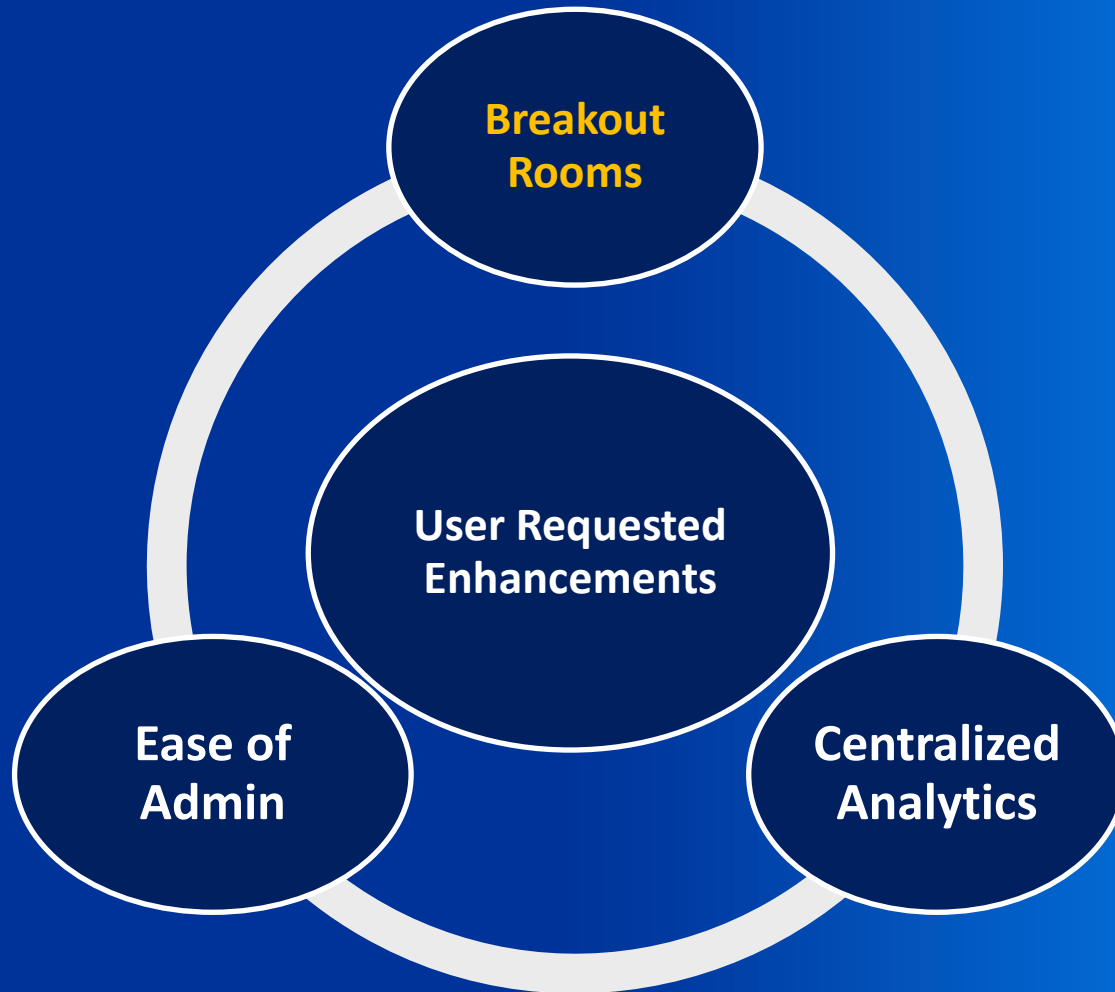 Breakout
Rooms
User Requested
Enhancements
Ease of
Admin
Centralized
Analytics